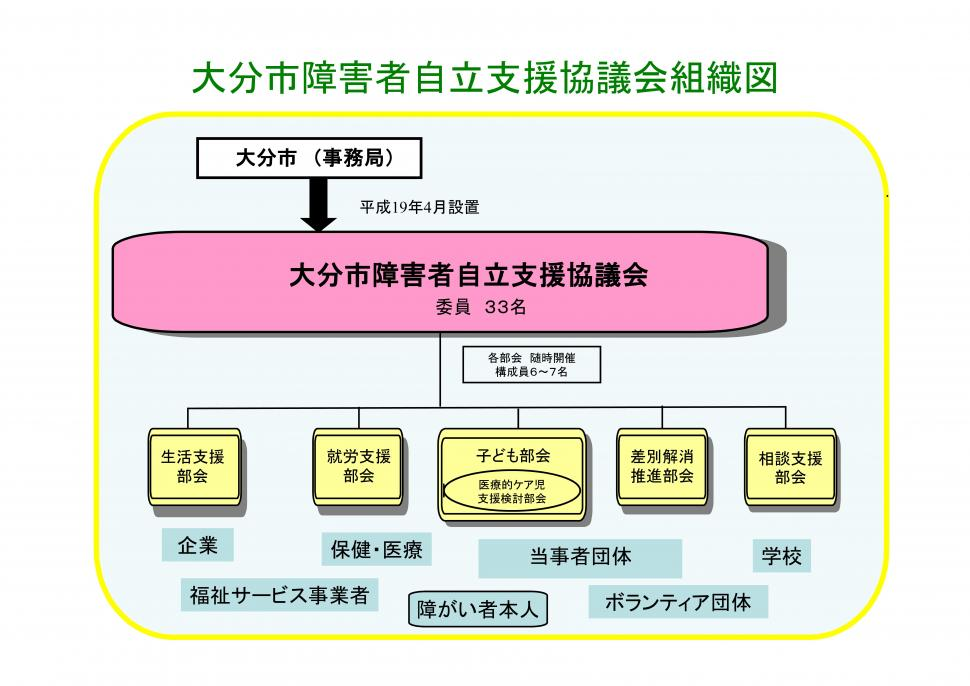 大分市障害者自立支援協議会組織図
大分市 （事務局）
平成19年4月設置
大分市障害者自立支援協議会
委員　３３名
各部会　随時開催
構成員６～７名
生活支援
部会
就労支援
部会
子ども部会
医療的ケア児
支援検討部会
差別解消
推進部会
相談支援
部会
企業
保健・医療
当事者団体
学校
福祉サービス事業者
障がい者本人
ボランティア団体